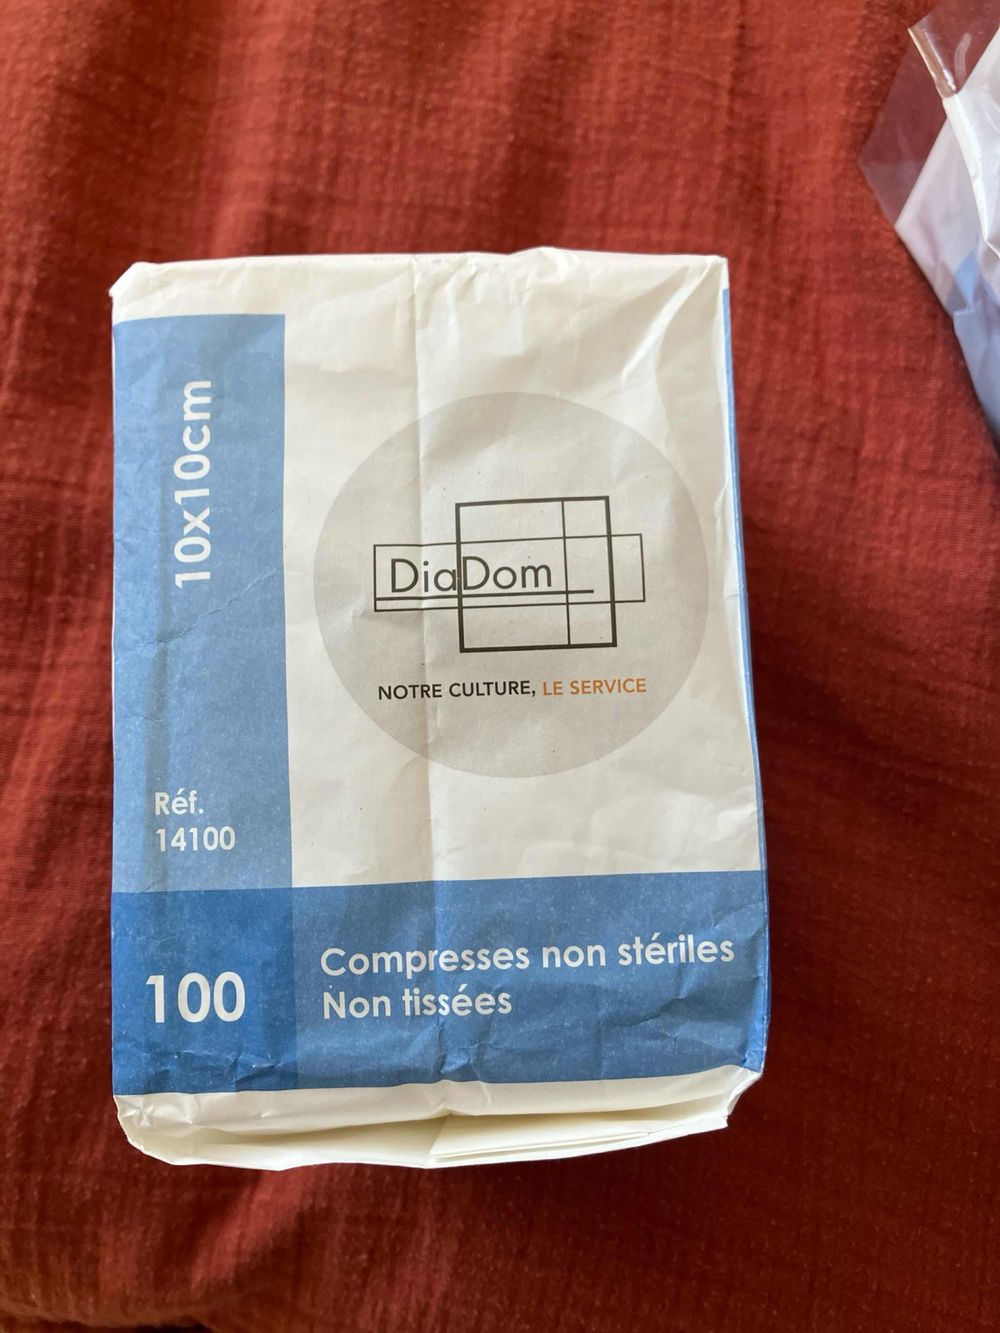 10x10cm
DiaDom
NOTRE CULTURE, LE SERVICE
Réf.
14100
100
Compresses non stériles
Non tissées